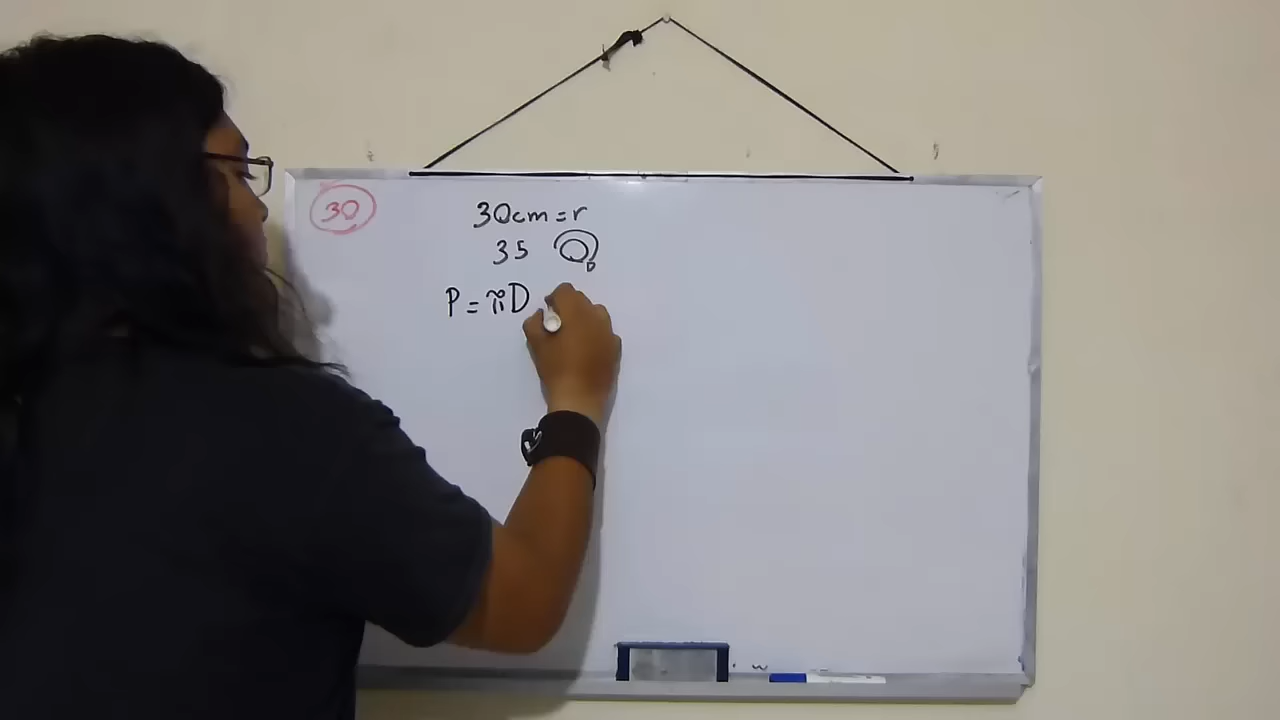 30
30cm = r
35
P = πD